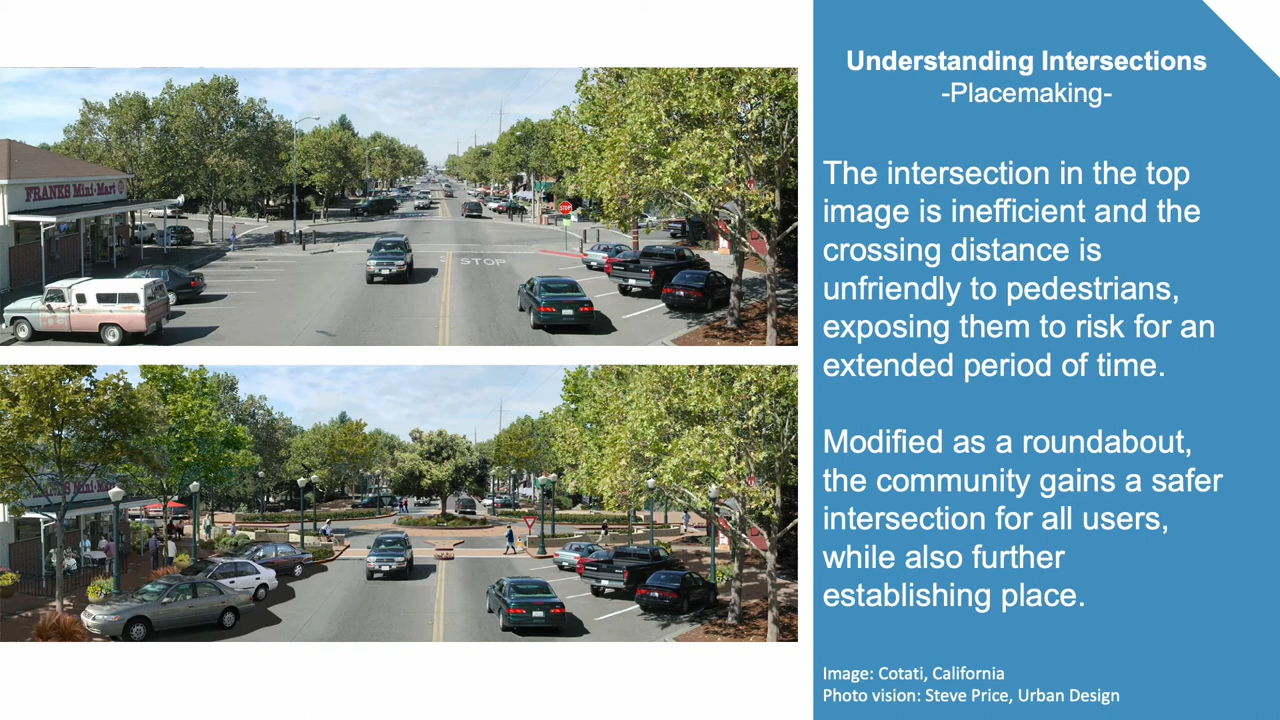 Understanding Intersections
-Placemaking-
The intersection in the top
image is inefficient and the
crossing distance is
unfriendly to pedestrians,
exposing them to risk for an
extended period of time.
Modified as a roundabout,
the community gains a safer
intersection for all users,
while also further
establishing place.
Image: Cotati, California
Photo vision: Steve Price, Urban Design
FRANKS Mini-Mart
STOP
STOP